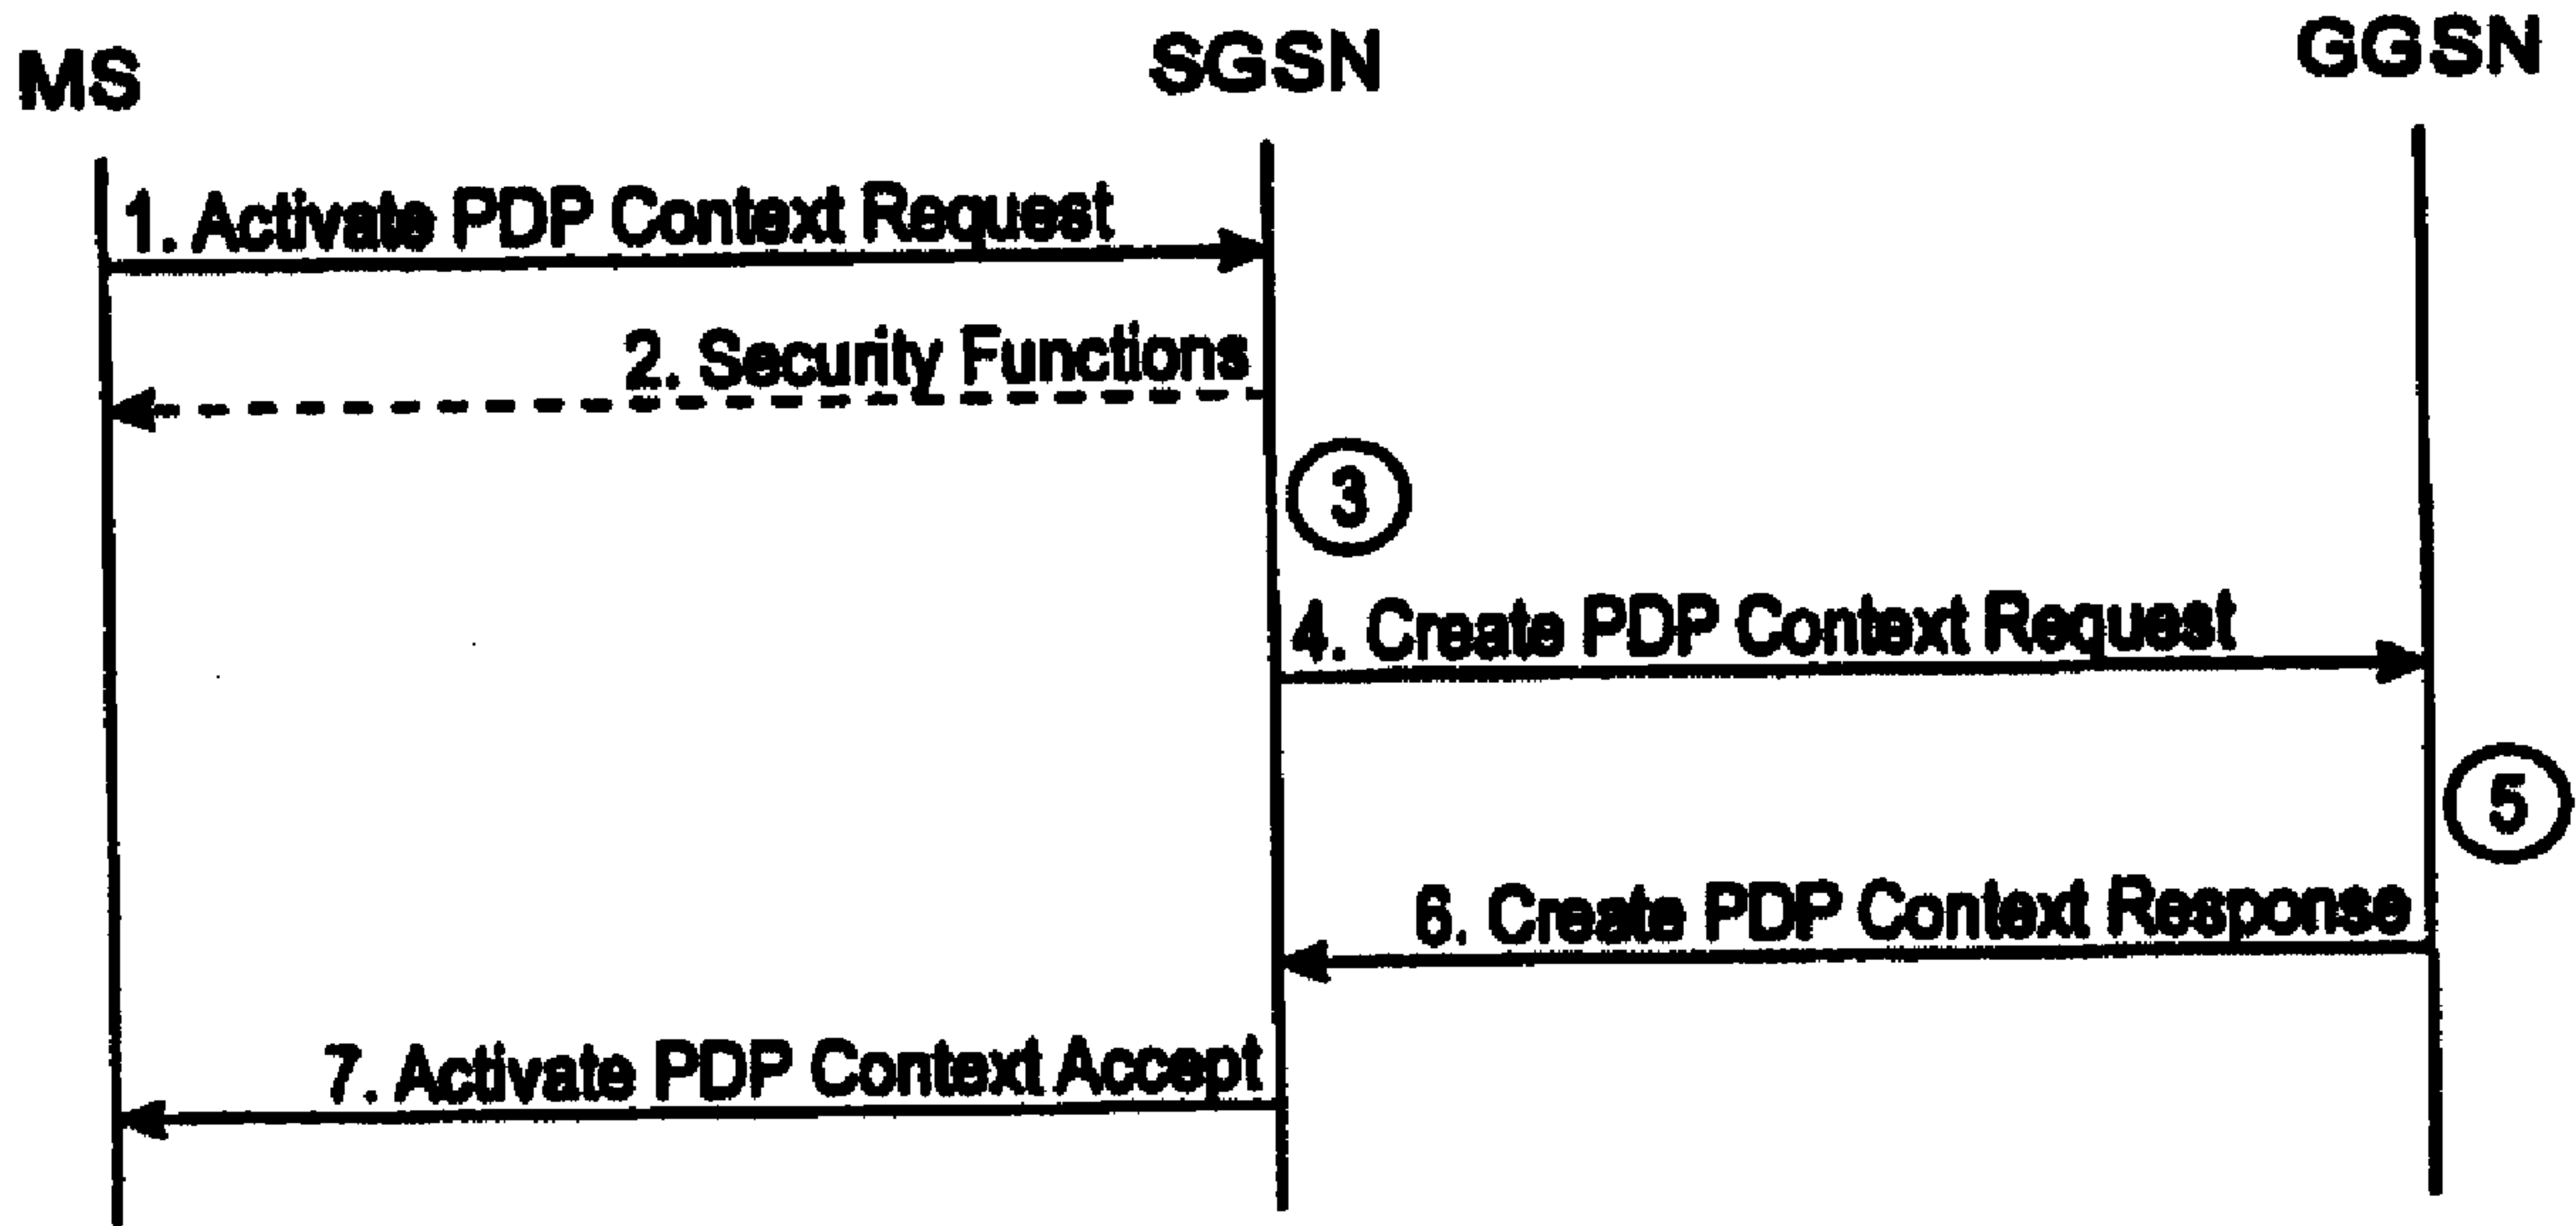 MS
SGSN
GGSN
1. Activate PDP Context Request
2. Security Functions
3
4. Create PDP Context Request
5
6. Create PDP Context Response
7. Activate PDP Context Accept